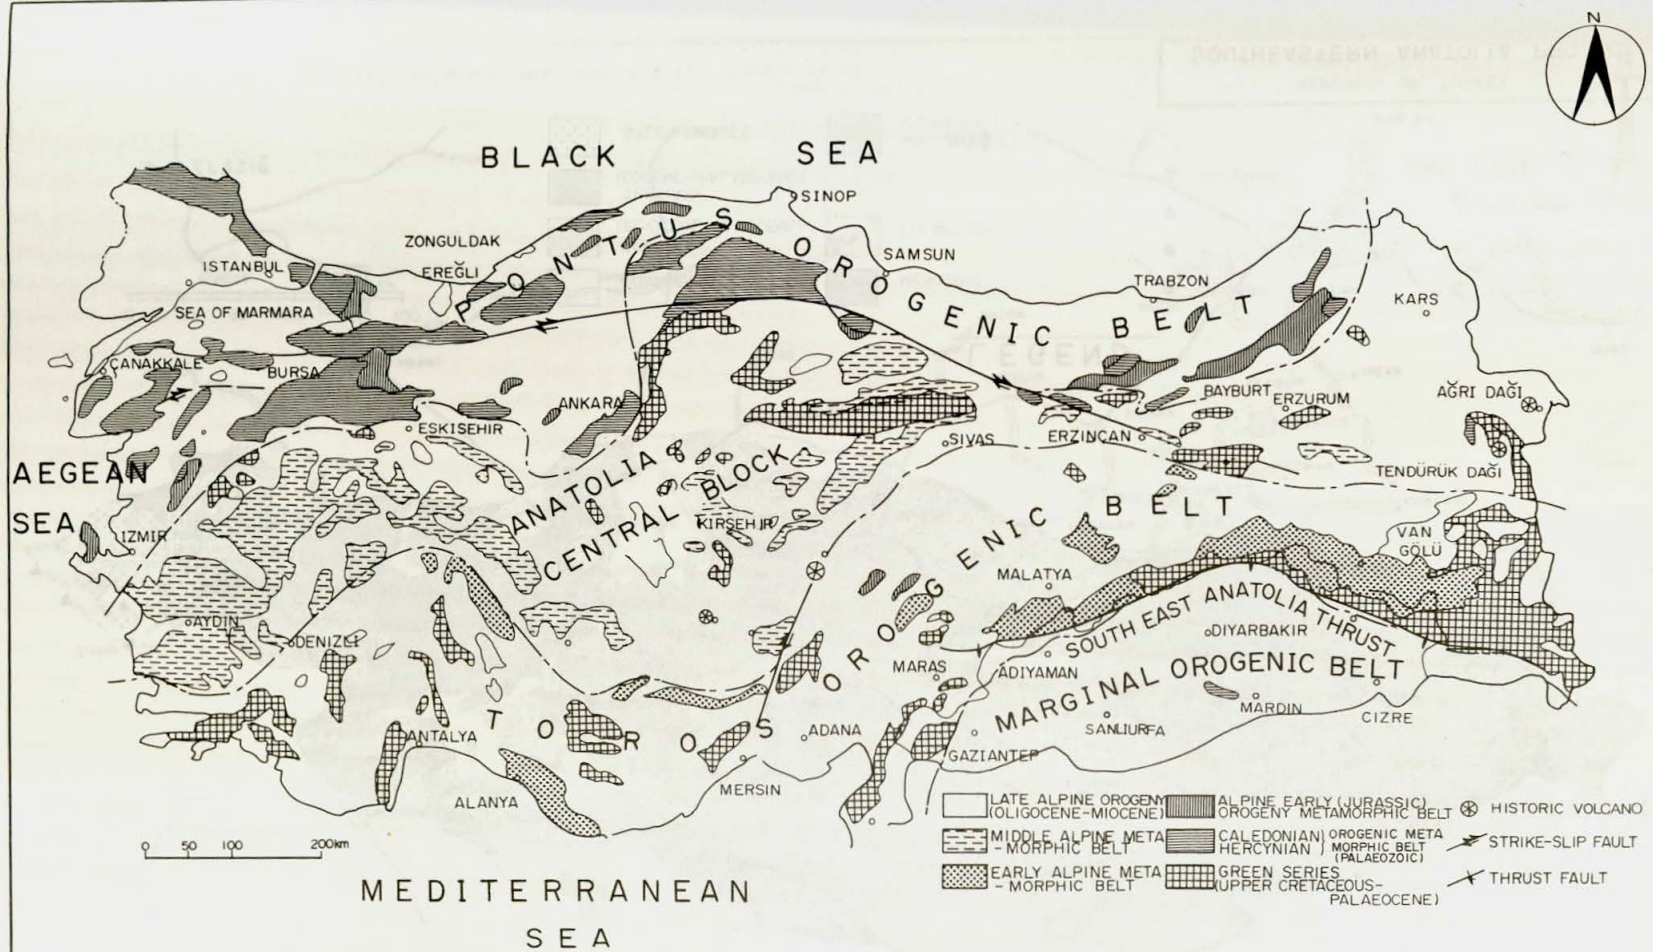 N
BLACK SEA
SINOP
ZONGULDAK
SAMSUN
ISTANBUL
EREĞLI
TRABZON
KARS
SEA OF MARMARA
PONTUS OROGENIC BELT
ÇANAKKALE
BURSA
ANKARA
BAYBURT
ERZURUM
AĞRI DAĞI
ESKISEHIR
SIVAS
ERZINCAN
AEGEAN
SEA
TENDÜRÜK DAĞI
ANATOLIA
CENTRAL BLOCK
KIRSEHIR
IZMIR
VAN
GÖLÜ
MALATYA
AYDIN
DENIZLI
SOUTH EAST ANATOLIA THRUST
DIYARBAKIR
MARAS
ADIYAMAN
MARGINAL OROGENIC BELT
MARDIN
CIZRE
TOROS OROGENIC BELT
ANTALYA
ADANA
SANLIURFA
GAZIANTEP
MERSIN
ALANYA
LATE ALPINE OROGENY
(OLIGOCENE-MIOCENE)
MIDDLE ALPINE META
-MORPHIC BELT
EARLY ALPINE META
-MORPHIC BELT
ALPINE EARLY (JURASSIC)
OROGENY METAMORPHIC BELT
CALEDONIAN) OROGENIC META
HERCYNIAN ) MORPHIC BELT
(PALAEOZOIC)
GREEN SERIES
(UPPER CRETACEOUS-
PALAEOCENE)
HISTORIC VOLCANO
STRIKE-SLIP FAULT
THRUST FAULT
0 50 100 200km
MEDITERRANEAN
SEA